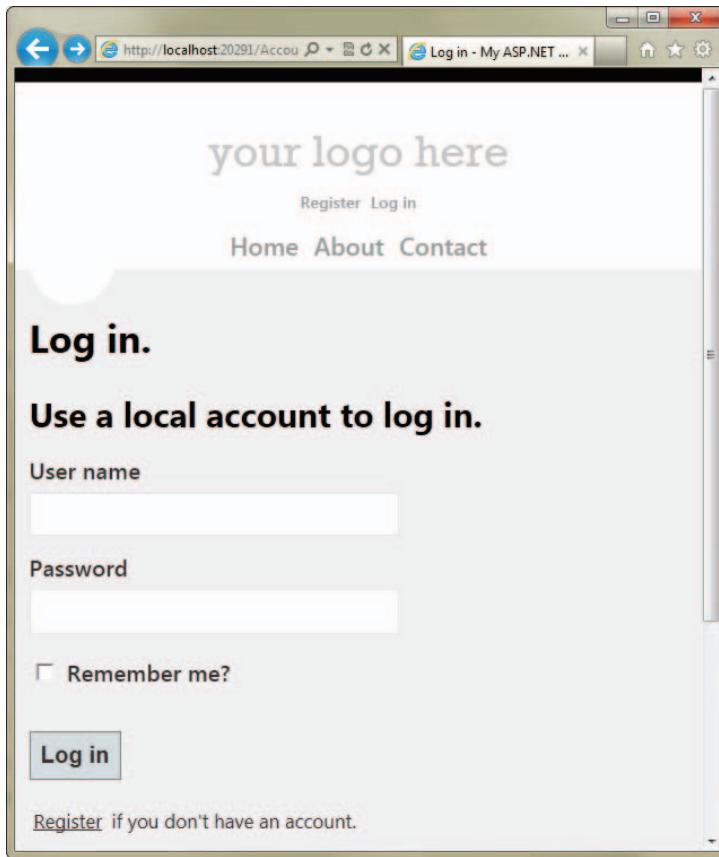 http://localhost:20291/Accou
Log in - My ASP.NET ...
your logo here
Register Log in
Home About Contact
Log in.
Use a local account to log in.
User name
Password
Remember me?
Log in
Register if you don't have an account.